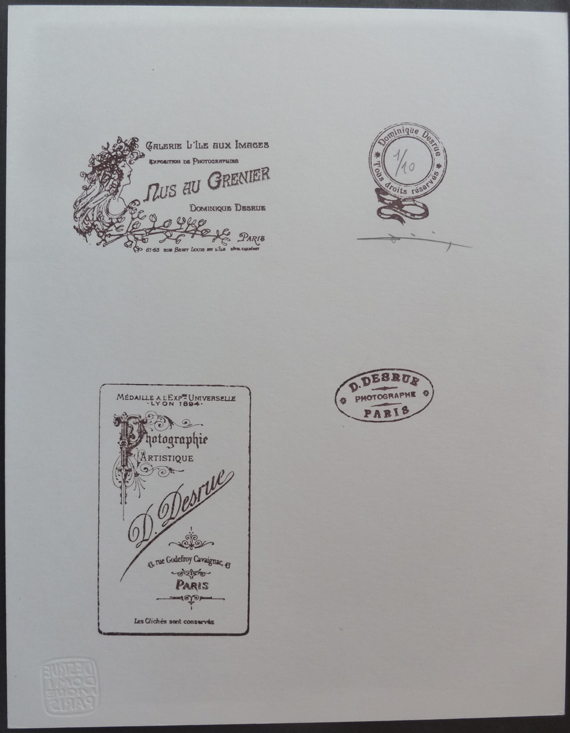 Galerie L'Ile aux Images
Exposition de Photographies
Nus au Grenier
Dominique Desrue
Paris
Dominique Desrue
1/10
Tous droits réservés
Médaille a l'Expon Universelle
- Lyon 1894 -
Photographie
Artistique
D. Desrue
6, rue Godefroy Cavaignac, 6
Paris
Les Clichés sont conservés
D. DESRUE
PHOTOGRAPHE
PARIS
DESRUE
PARIS